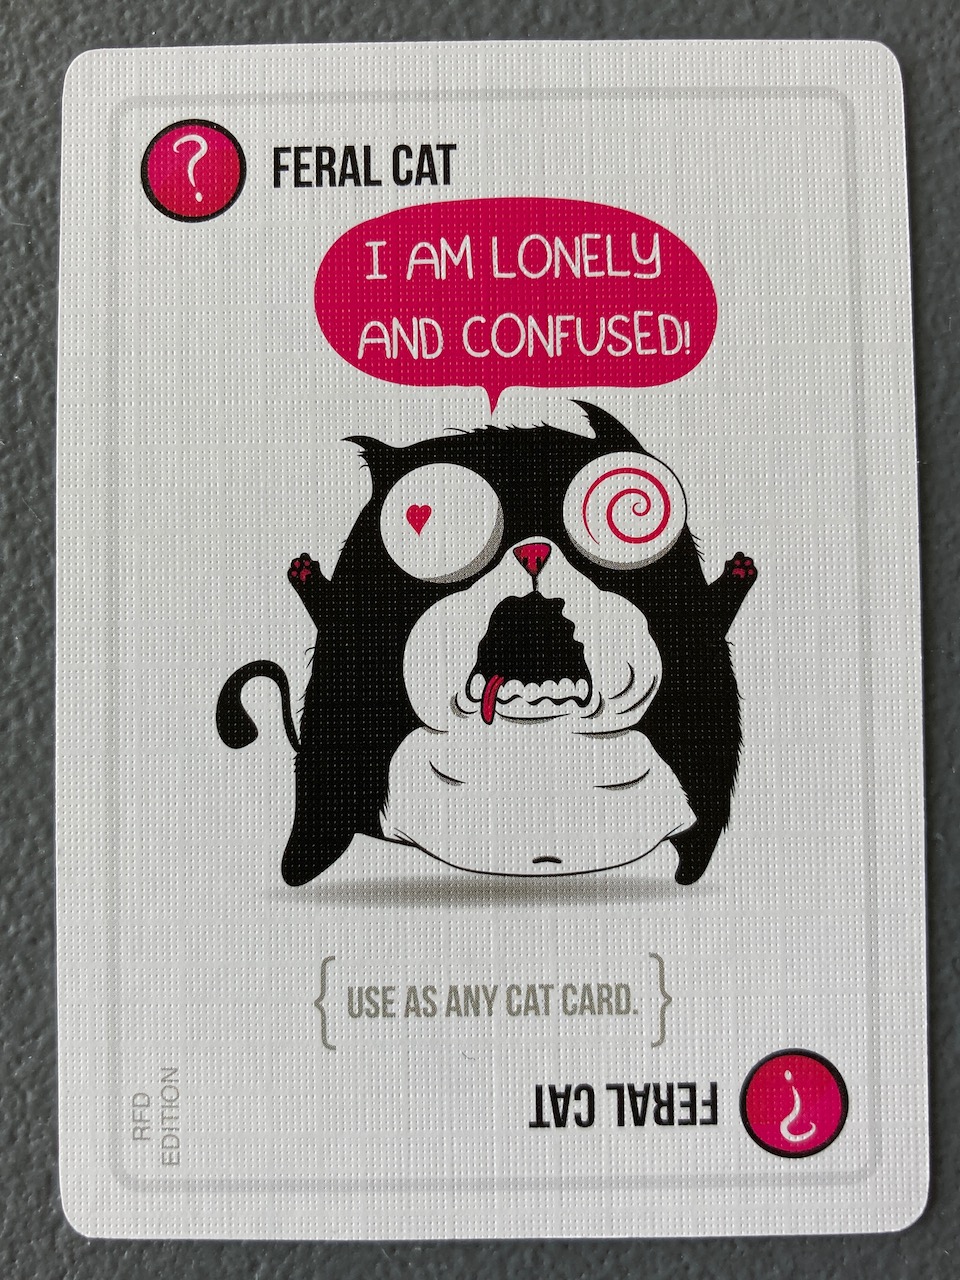 ?
FERAL CAT
I AM LONELY
AND CONFUSED!
{USE AS ANY CAT CARD.}
RFD
EDITION
FERAL CAT
?